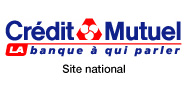 Crédit Mutuel
LA banque à qui parler
Site national